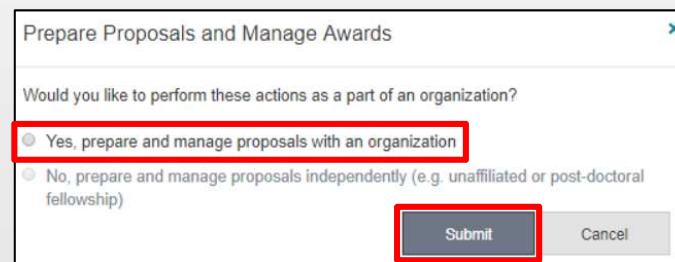 Prepare Proposals and Manage Awards
Would you like to perform these actions as a part of an organization?
Yes, prepare and manage proposals with an organization
No, prepare and manage proposals independently (e.g. unaffiliated or post-doctoral
fellowship)
Submit Cancel